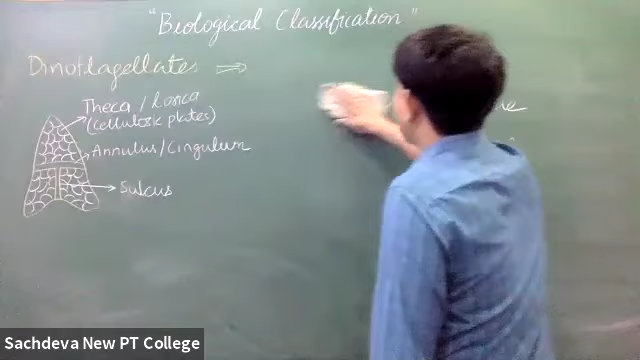 "Biological Classification"
Dinoflagellates ⇒
Theca / Lorica
(cellulosic plates)
Annulus/Cingulum
Sulcus
Sachdeva New PT College